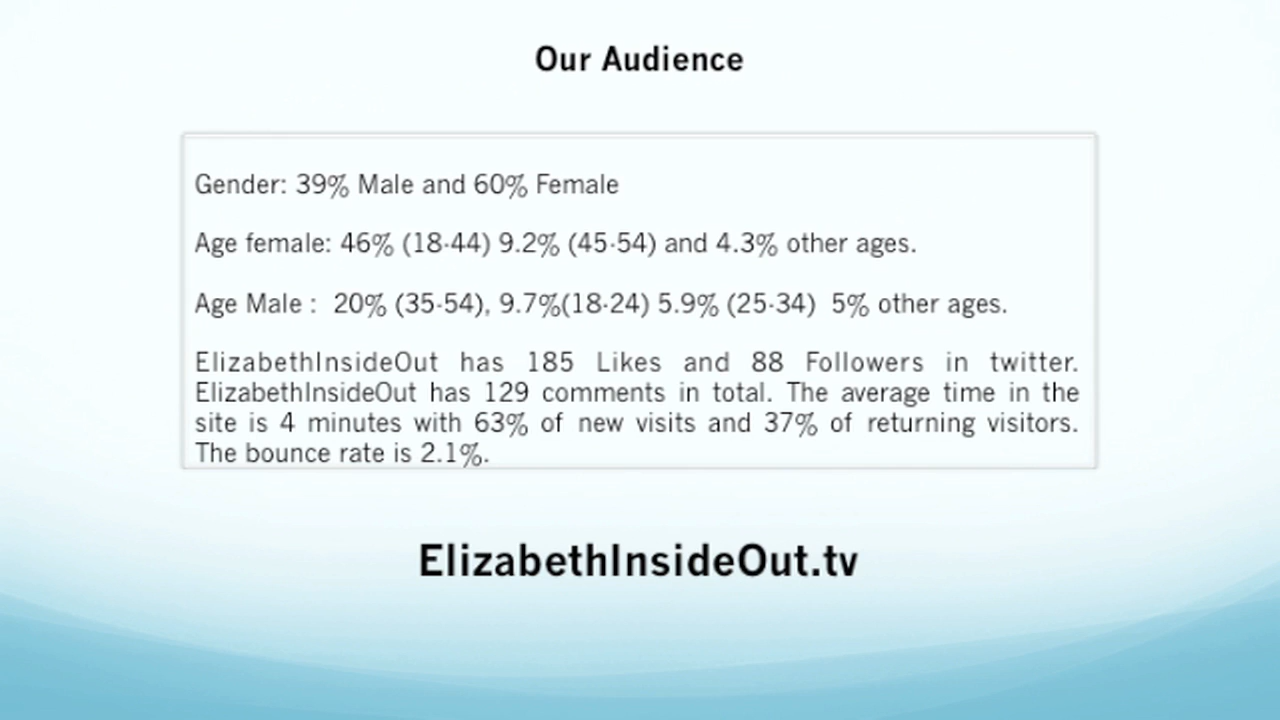 Our Audience
Gender: 39% Male and 60% Female
Age female: 46% (18-44) 9.2% (45-54) and 4.3% other ages.
Age Male :  20% (35-54), 9.7%(18-24) 5.9% (25-34)  5% other ages.
ElizabethInsideOut has 185 Likes and 88 Followers in twitter.
ElizabethInsideOut has 129 comments in total. The average time in the
site is 4 minutes with 63% of new visits and 37% of returning visitors.
The bounce rate is 2.1%.
ElizabethInsideOut.tv